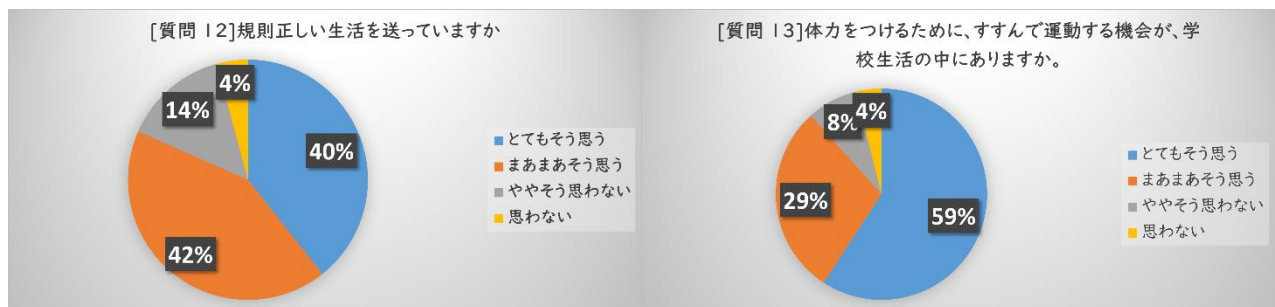 [質問 12]規則正しい生活を送っていますか
4%
14%
40%
42%
とてもそう思う
まあまあそう思う
ややそう思わない
思わない
[質問 13]体力をつけるために、すすんで運動する機会が、学
校生活の中にありますか。
4%
8%
29%
59%
とてもそう思う
まあまあそう思う
ややそう思わない
思わない